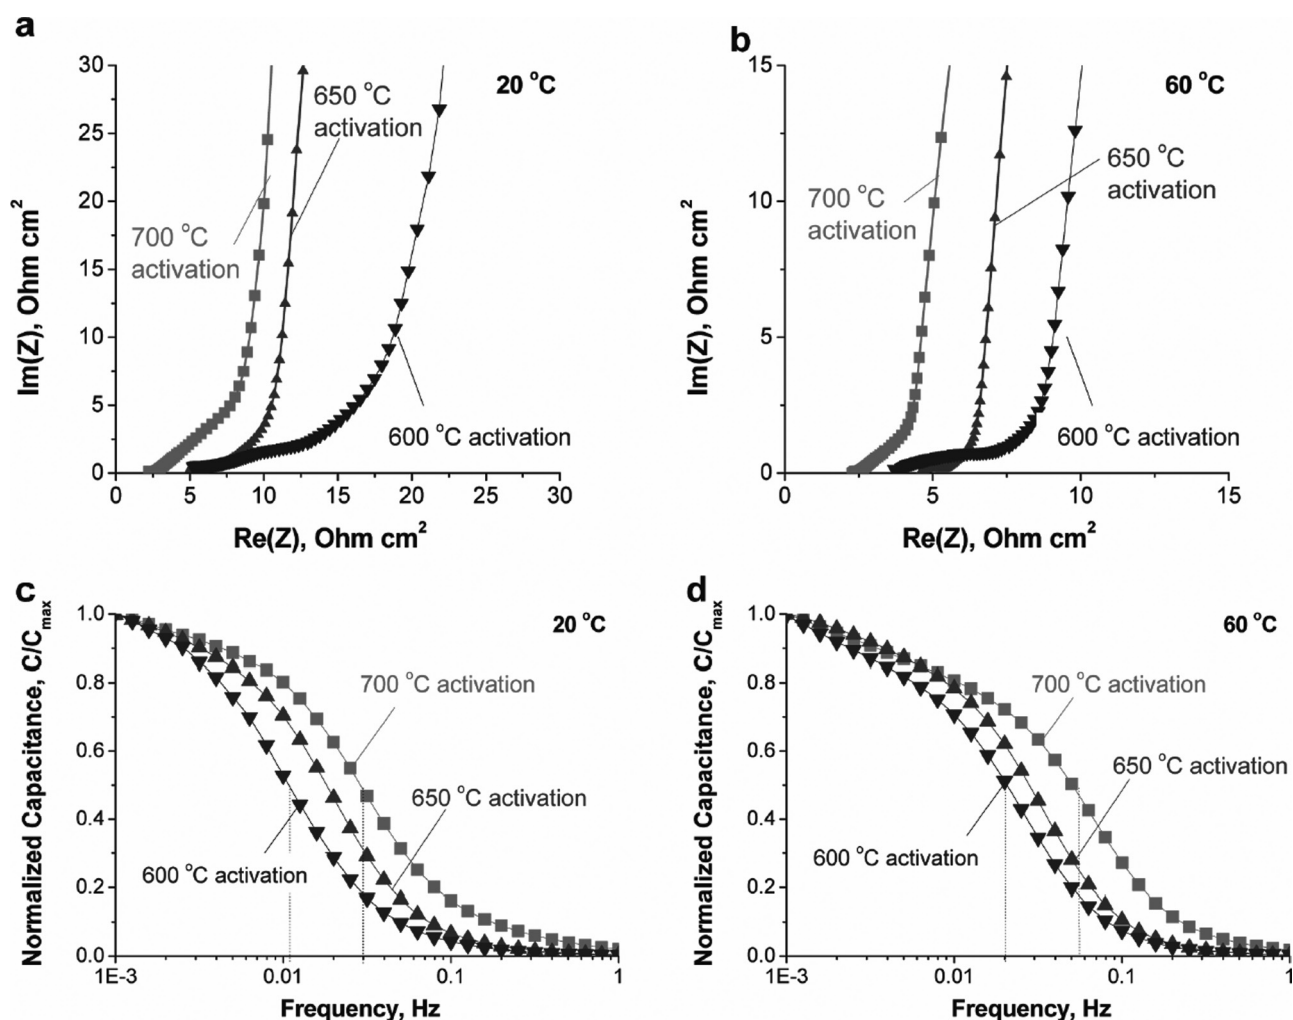 a
20 °C
30
25
20
15
10
5
0
Im(Z), Ohm cm²
650 °C
activation
700 °C
activation
600 °C activation
0 5 10 15 20 25 30
Re(Z), Ohm cm²
b
60 °C
15
10
5
0
Im(Z), Ohm cm²
700 °C
activation
650 °C
activation
600 °C activation
0 5 10 15
Re(Z), Ohm cm²
c
20 °C
1.0
0.8
0.6
0.4
0.2
0.0
Normalized Capacitance, C/Cmax
700 °C activation
650 °C activation
600 °C activation
1E-3 0.01 0.1 1
Frequency, Hz
d
60 °C
1.0
0.8
0.6
0.4
0.2
0.0
Normalized Capacitance, C/Cmax
700 °C activation
650 °C activation
600 °C activation
1E-3 0.01 0.1 1
Frequency, Hz